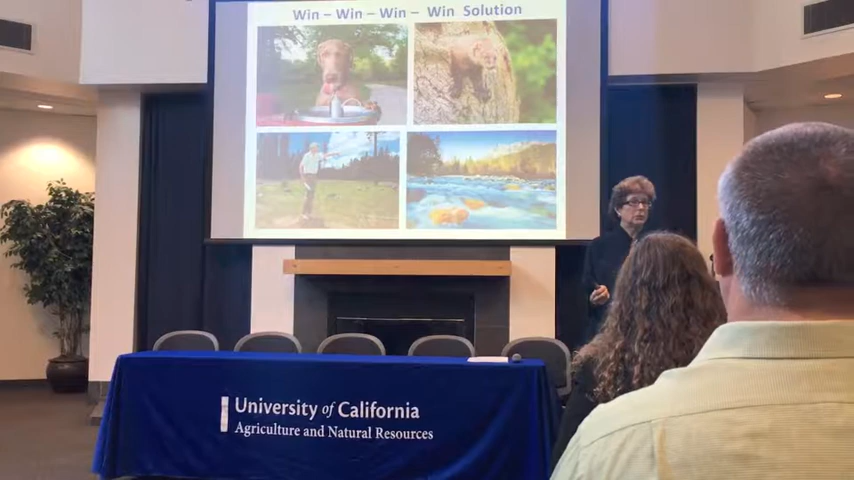 Win – Win – Win – Win Solution
University of California
Agriculture and Natural Resources